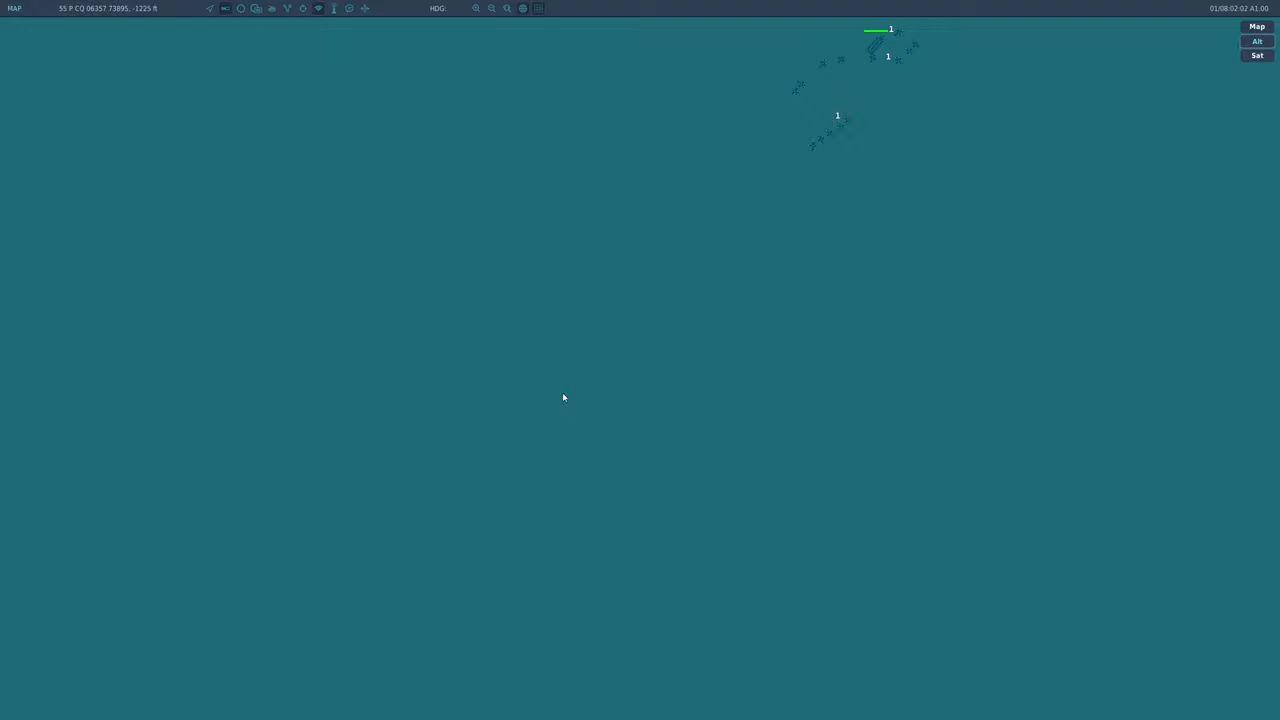 MAP 55 P CQ 06357 73895, -1225 ft HDG: 01/08:02:02 A1.00
Map
1
Alt
1
Sat
1